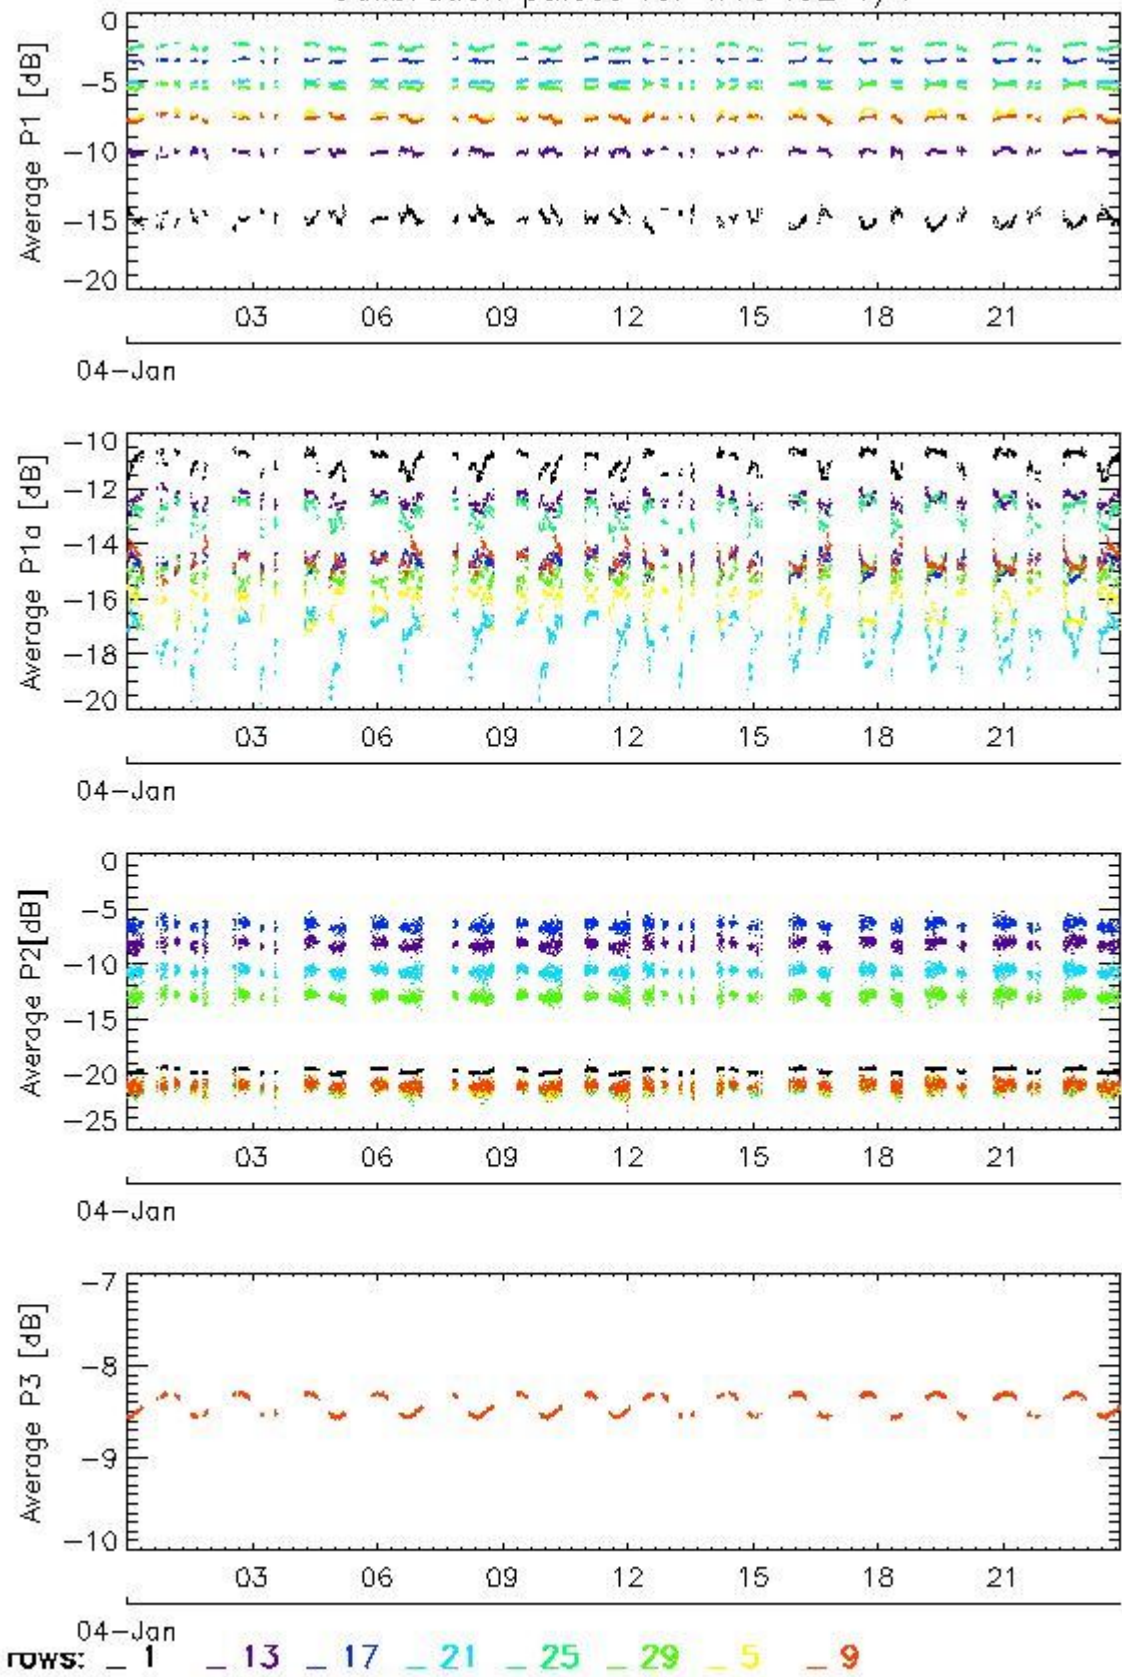 0
−5
−10
−15
−20
Average P1 [dB]
03 06 09 12 15 18 21
04−Jan
−10
−12
−14
−16
−18
−20
Average P1a [dB]
03 06 09 12 15 18 21
04−Jan
0
−5
−10
−15
−20
−25
Average P2[dB]
03 06 09 12 15 18 21
04−Jan
−7
−8
−9
−10
Average P3 [dB]
03 06 09 12 15 18 21
04−Jan
rows: _ 1 _ 13 _ 17 _ 21 _ 25 _ 29 _ 5 _ 9